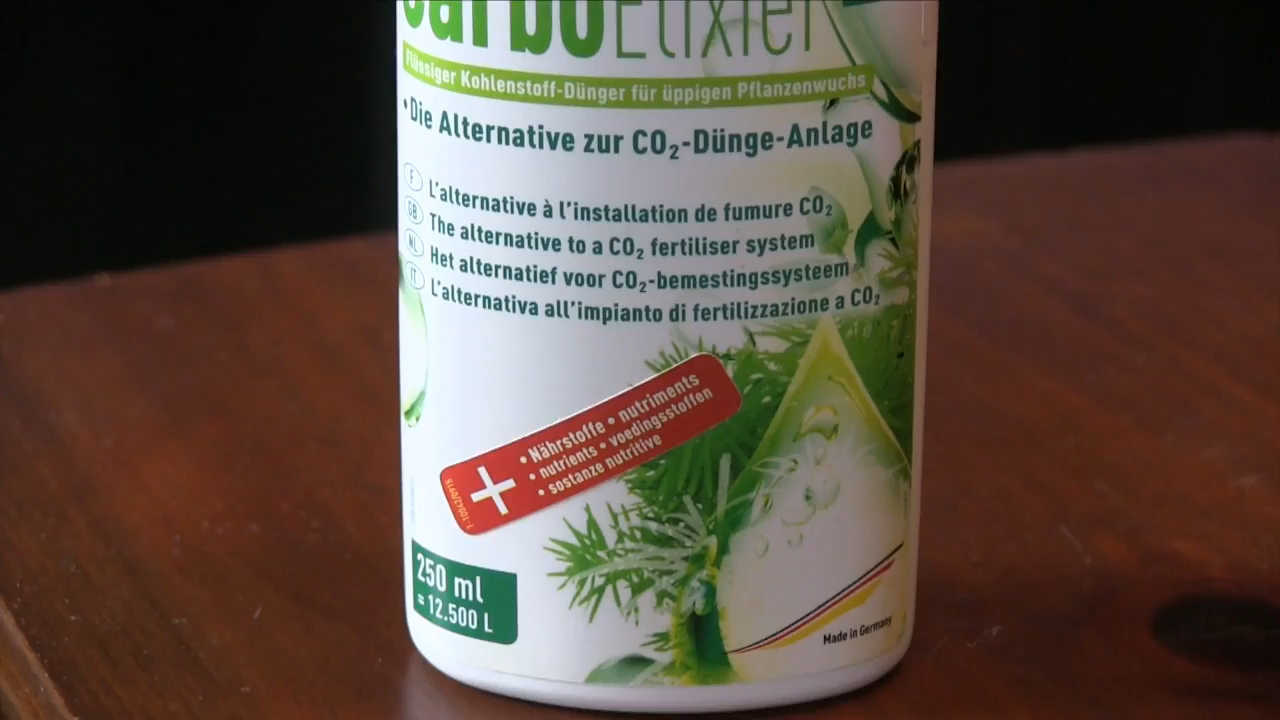 CarboElixier
Flüssiger Kohlenstoff-Dünger für üppigen Pflanzenwuchs
•Die Alternative zur CO₂-Dünge-Anlage
F L'alternative à l'installation de fumure CO₂
GB The alternative to a CO₂ fertiliser system
NL Het alternatief voor CO₂-bemestingssysteem
IT L'alternativa all'impianto di fertilizzazione a CO₂
+
• Nährstoffe • nutriments
• nutrients • voedingsstoffen
• sostanze nutritive
250 ml
= 12.500 L
Made in Germany